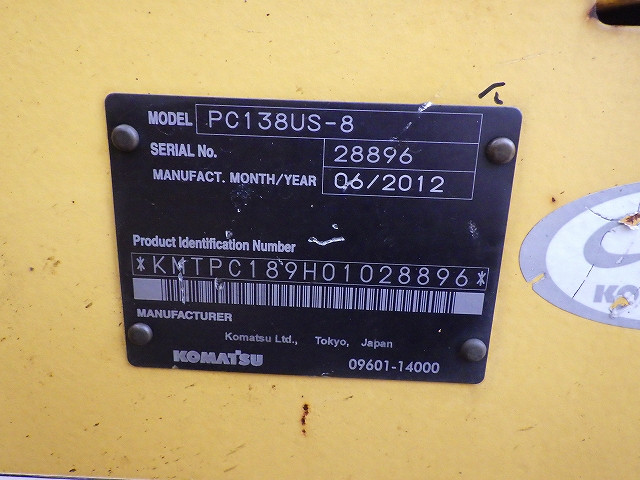 MODEL PC138US-8
SERIAL No. 28896
MANUFACT. MONTH/YEAR 06/2012
Product Identification Number
*KMTPC189H01028896*
MANUFACTURER
Komatsu Ltd., Tokyo, Japan
KOMATSU 09601-14000